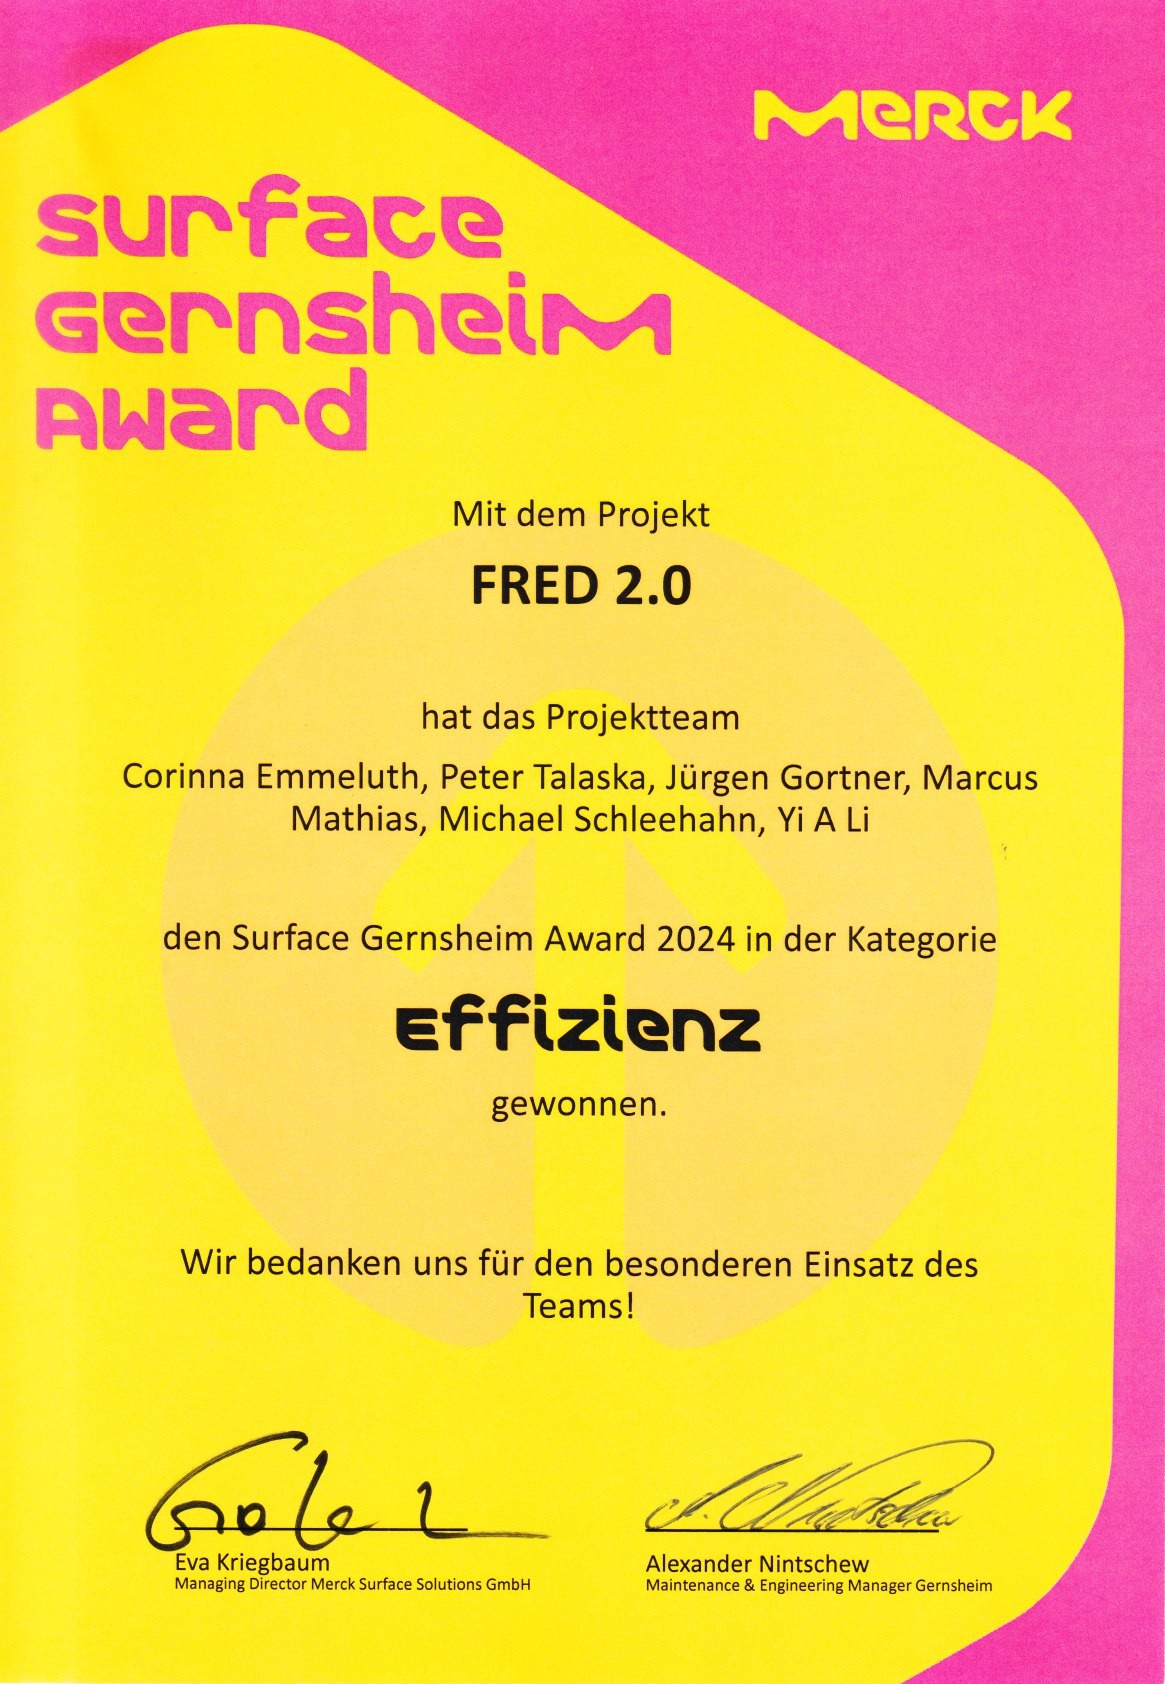 MERCK
surface
Gernsheim
Award
Mit dem Projekt
FRED 2.0
hat das Projektteam
Corinna Emmeluth, Peter Talaska, Jürgen Gortner, Marcus
Mathias, Michael Schleehahn, Yi A Li
den Surface Gernsheim Award 2024 in der Kategorie
Effizienz
gewonnen.
Wir bedanken uns für den besonderen Einsatz des
Teams!
Eva Kriegbaum
Managing Director Merck Surface Solutions GmbH
Alexander Nintschew
Maintenance & Engineering Manager Gernsheim